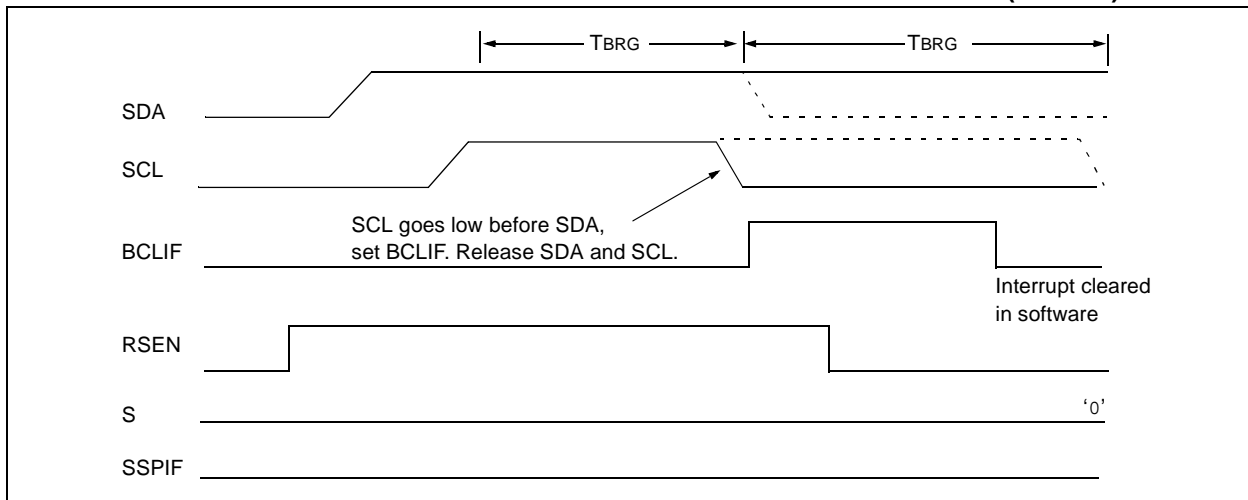 TBRG
TBRG
SDA
SCL
SCL goes low before SDA,
set BCLIF. Release SDA and SCL.
BCLIF
Interrupt cleared
in software
RSEN
S
‘0’
SSPIF